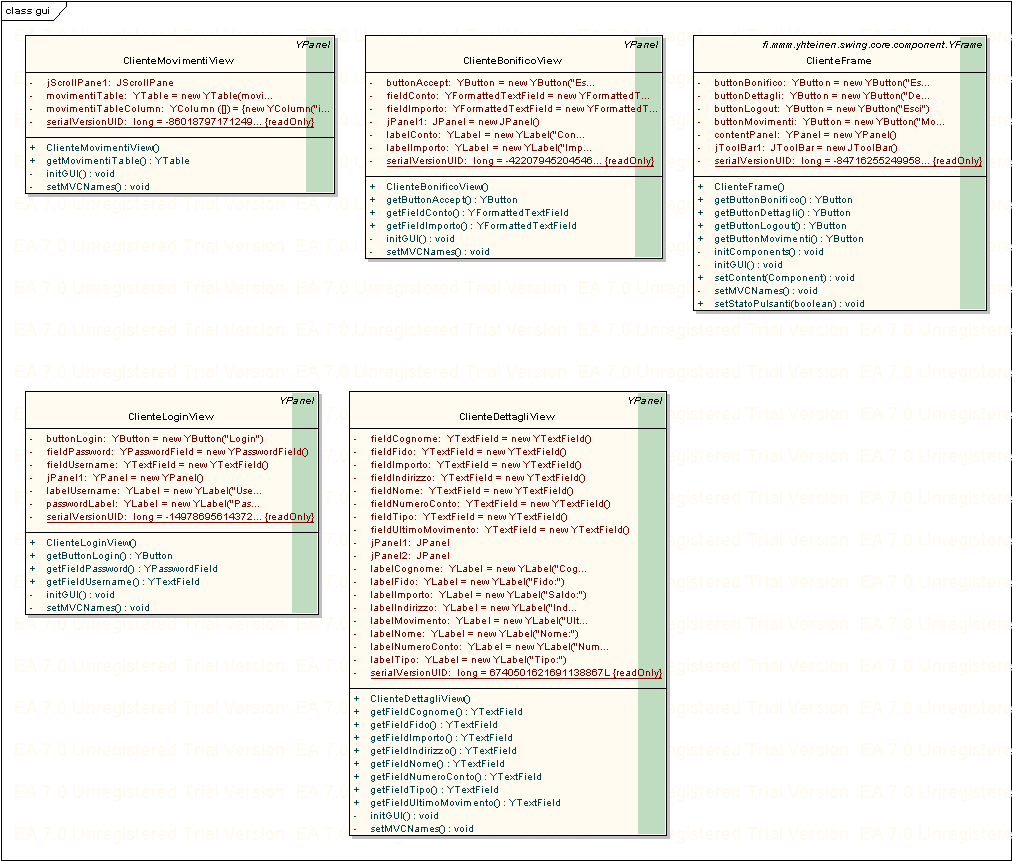 class gui
YPanel
ClienteMovimentiView
- jScrollPane1: JScrollPane
- movimentiTable: YTable = new YTable(movi...
- movimentiTableColumn: YColumn ([]) = {new YColumn("i...
- serialVersionUID: long = -86018797171249... {readOnly}
+ ClienteMovimentiView()
+ getMovimentiTable() : YTable
- initGUI() : void
- setMVCNames() : void
YPanel
ClienteBonificoView
- buttonAccept: YButton = new YButton("Es...
- fieldConto: YFormattedTextField = new YFormattedT...
- fieldImporto: YFormattedTextField = new YFormattedT...
- jPanel1: JPanel = new JPanel()
- labelConto: YLabel = new YLabel("Con...
- labelImporto: YLabel = new YLabel("Imp...
- serialVersionUID: long = -42207945204546... {readOnly}
+ ClienteBonificoView()
+ getButtonAccept() : YButton
+ getFieldConto() : YFormattedTextField
+ getFieldImporto() : YFormattedTextField
- initGUI() : void
- setMVCNames() : void
fi.mmm.yhteinen.swing.core.component.YFrame
ClienteFrame
- buttonBonifico: YButton = new YButton("Es...
- buttonDettagli: YButton = new YButton("De...
- buttonLogout: YButton = new YButton("Esci")
- buttonMovimenti: YButton = new YButton("Mo...
- contentPanel: YPanel = new YPanel()
- jToolBar1: JToolBar = new JToolBar()
- serialVersionUID: long = -84716255249958... {readOnly}
+ ClienteFrame()
+ getButtonBonifico() : YButton
+ getButtonDettagli() : YButton
+ getButtonLogout() : YButton
+ getButtonMovimenti() : YButton
- initComponents() : void
- initGUI() : void
+ setContent(Component) : void
- setMVCNames() : void
+ setStatoPulsanti(boolean) : void
YPanel
ClienteLoginView
- buttonLogin: YButton = new YButton("Login")
- fieldPassword: YPasswordField = new YPasswordField()
- fieldUsername: YTextField = new YTextField()
- jPanel1: YPanel = new YPanel()
- labelUsername: YLabel = new YLabel("Use...
- passwordLabel: YLabel = new YLabel("Pas...
- serialVersionUID: long = -14978695614372... {readOnly}
+ ClienteLoginView()
+ getButtonLogin() : YButton
+ getFieldPassword() : YPasswordField
+ getFieldUsername() : YTextField
- initGUI() : void
- setMVCNames() : void
YPanel
ClienteDettagliView
- fieldCognome: YTextField = new YTextField()
- fieldFido: YTextField = new YTextField()
- fieldImporto: YTextField = new YTextField()
- fieldIndirizzo: YTextField = new YTextField()
- fieldNome: YTextField = new YTextField()
- fieldNumeroConto: YTextField = new YTextField()
- fieldTipo: YTextField = new YTextField()
- fieldUltimoMovimento: YTextField = new YTextField()
- jPanel1: JPanel
- jPanel2: JPanel
- labelCognome: YLabel = new YLabel("Cog...
- labelFido: YLabel = new YLabel("Fido:")
- labelImporto: YLabel = new YLabel("Saldo:")
- labelIndirizzo: YLabel = new YLabel("Ind...
- labelMovimento: YLabel = new YLabel("Ult...
- labelNome: YLabel = new YLabel("Nome:")
- labelNumeroConto: YLabel = new YLabel("Num...
- labelTipo: YLabel = new YLabel("Tipo:")
- serialVersionUID: long = 6740501621691138867L {readOnly}
+ ClienteDettagliView()
+ getFieldCognome() : YTextField
+ getFieldFido() : YTextField
+ getFieldImporto() : YTextField
+ getFieldIndirizzo() : YTextField
+ getFieldNome() : YTextField
+ getFieldNumeroConto() : YTextField
+ getFieldTipo() : YTextField
+ getFieldUltimoMovimento() : YTextField
- initGUI() : void
- setMVCNames() : void